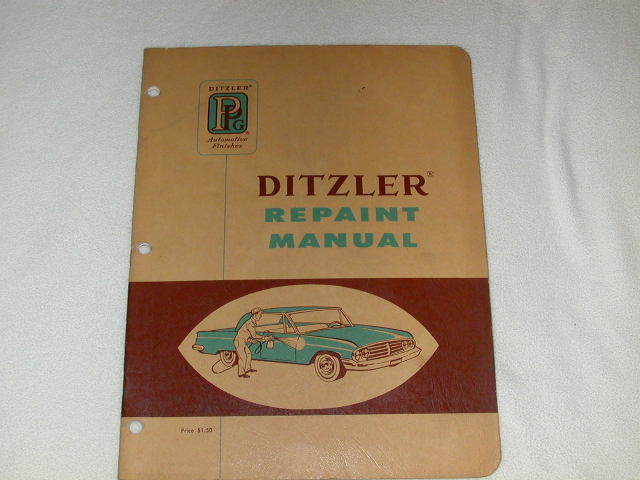 DITZLER®
PPG®
Automotive
Finishes
DITZLER®
REPAINT
MANUAL
Price $1.50